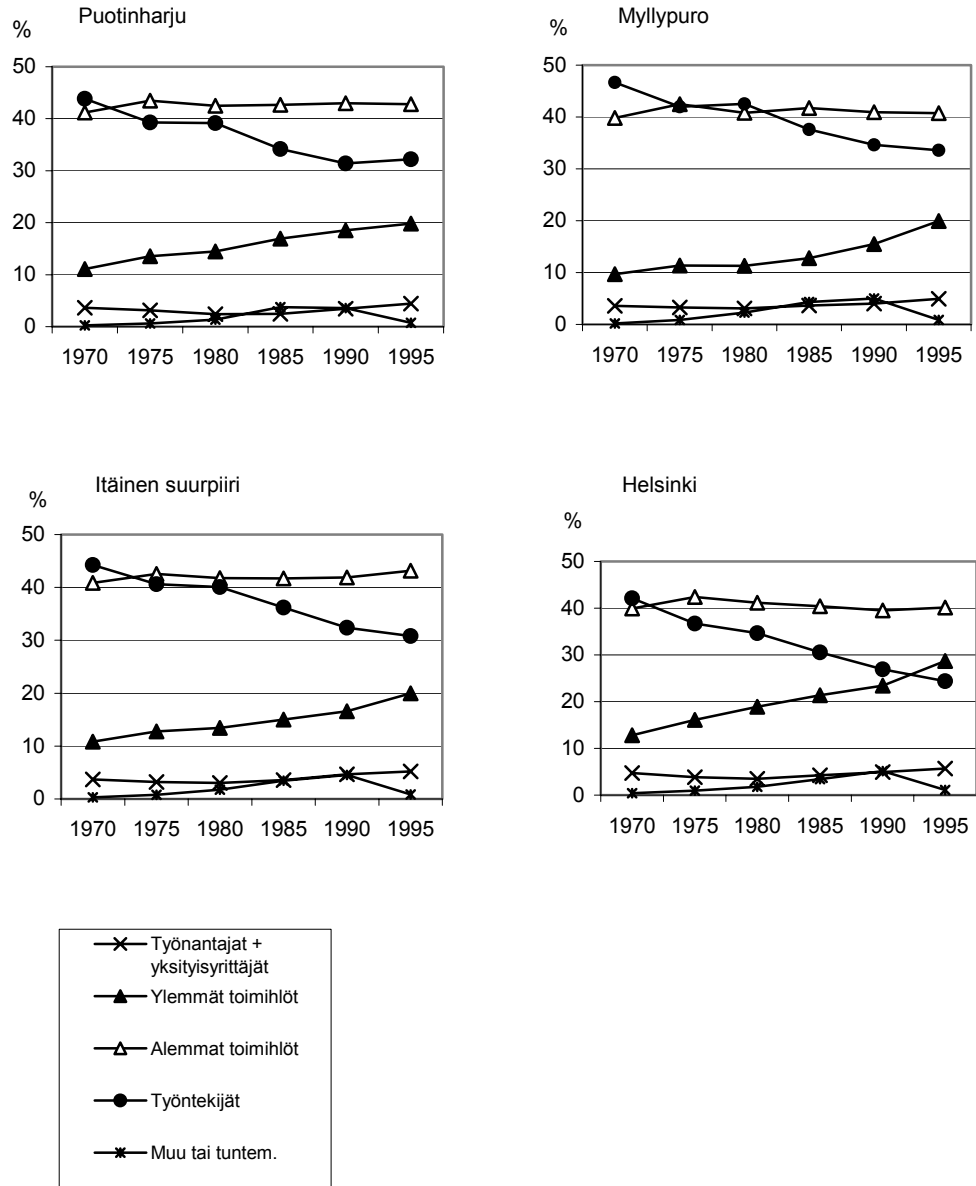 Puotinharju
%
50
40
30
20
10
0
1970 1975 1980 1985 1990 1995
Myllypuro
%
50
40
30
20
10
0
1970 1975 1980 1985 1990 1995
Itäinen suurpiiri
%
50
40
30
20
10
0
1970 1975 1980 1985 1990 1995
Helsinki
%
50
40
30
20
10
0
1970 1975 1980 1985 1990 1995
Työnantajat +
yksityisyrittäjät
Ylemmät toimihlöt
Alemmat toimihlöt
Työntekijät
Muu tai tuntem.